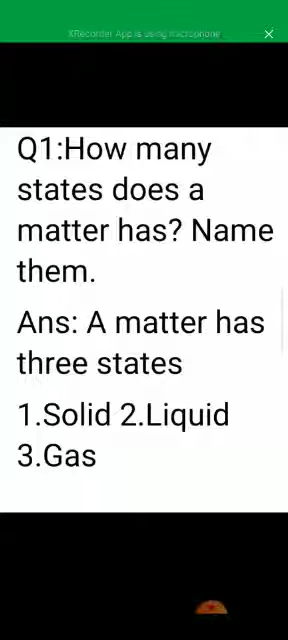 XRecorder App is using microphone
Q1:How many
states does a
matter has? Name
them.
Ans: A matter has
three states
1.Solid 2.Liquid
3.Gas